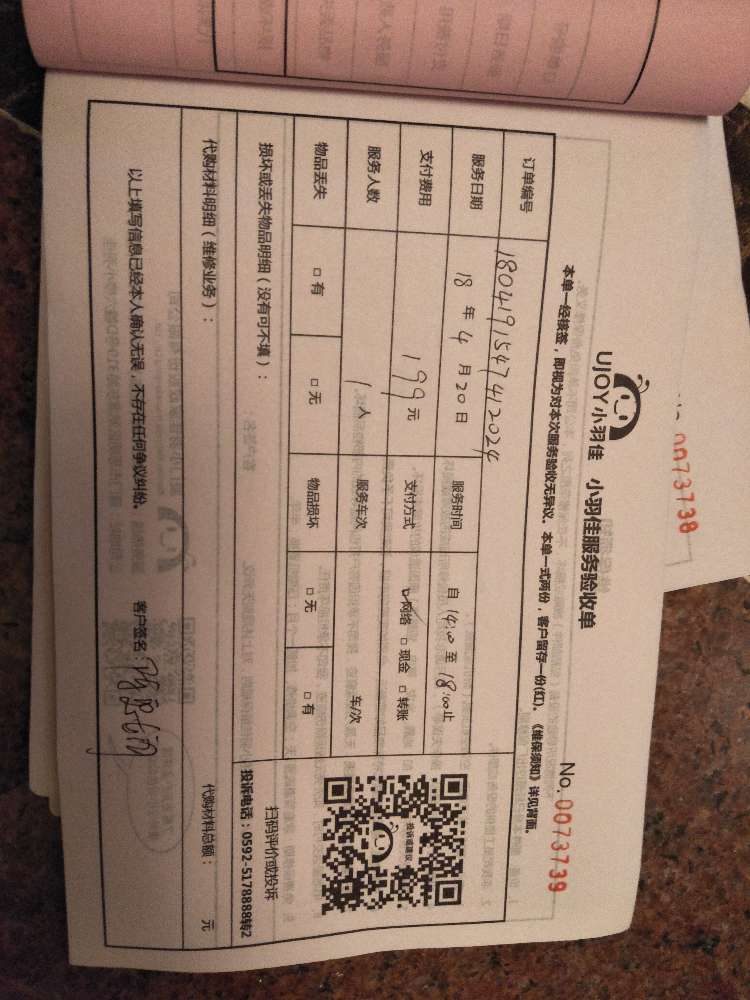 0073738
UJOY小羽佳 小羽佳服务验收单
No. 0073739
本单一经核签，即视为对本次服务验收无异议。本单一式两份，客户留存一份(红)。《维保须知》详见背面。
订单编号 180419154741 2024
服务日期 18 年 4 月 20 日 服务时间 自 14:00 至 18:00 止
支付费用 199 元 支付方式 □网络 □现金 □转账
服务人数 1 人 服务车次 车/次
物品丢失 □有 □无 物品损坏 □无 □有
投诉或建议
扫码评价或投诉
投诉电话：0592-5178888转2
损坏或丢失物品明细（没有可不填）：
代购材料明细（维修业务）： 代购材料总额： 元
以上填写信息已经本人确认无误，不存在任何争议纠纷。 客户签名：